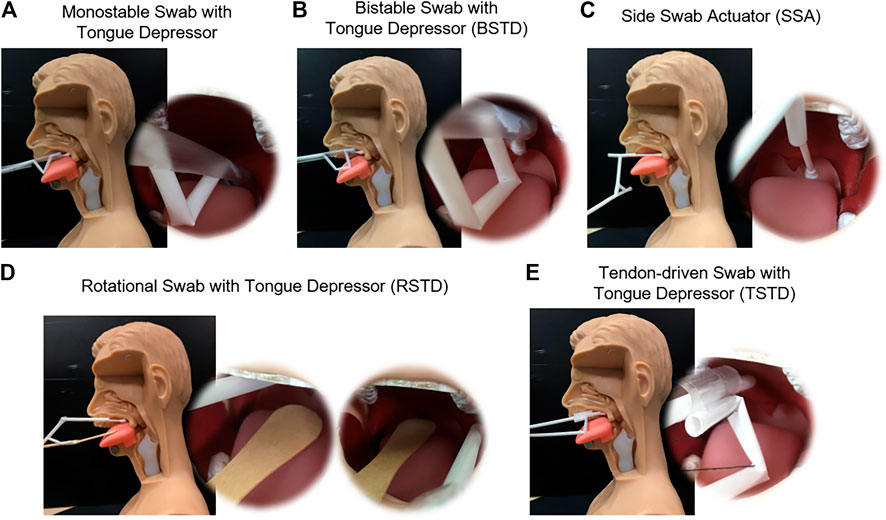 A
Monostable Swab with
Tongue Depressor
B
Bistable Swab with
Tongue Depressor (BSTD)
C
Side Swab Actuator (SSA)
D
Rotational Swab with Tongue Depressor (RSTD)
E
Tendon-driven Swab with
Tongue Depressor (TSTD)